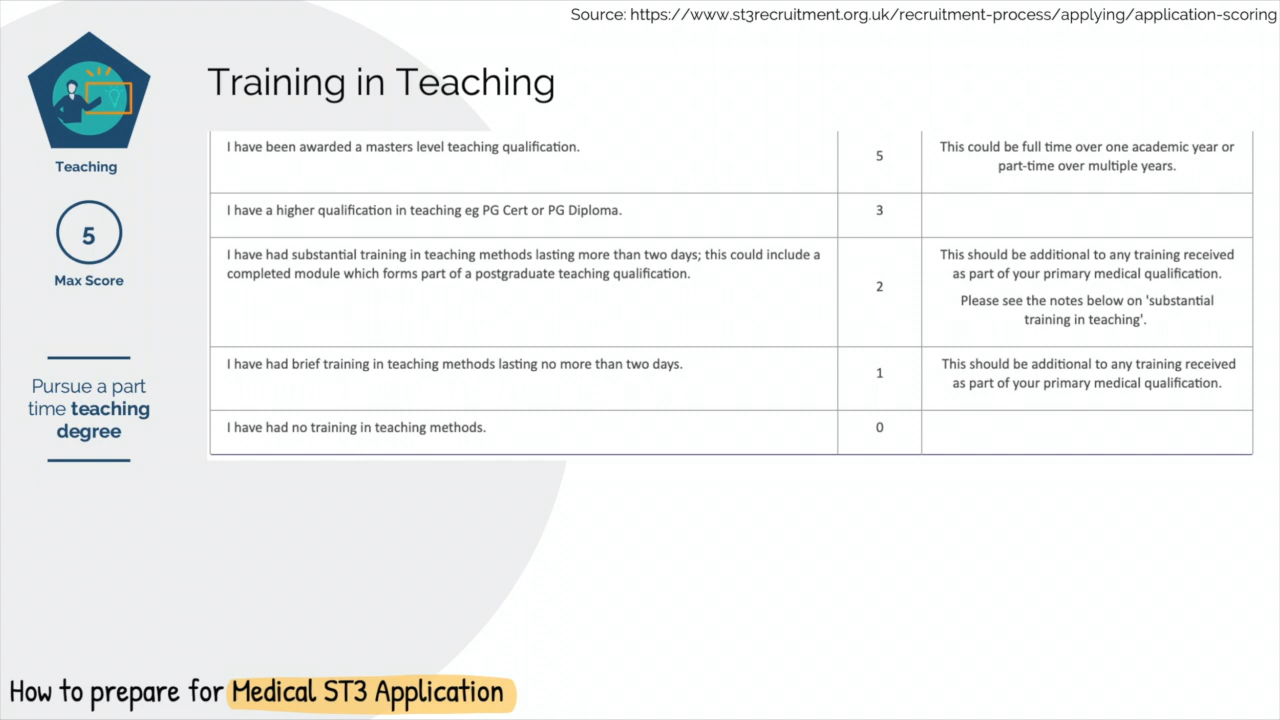 Source: https://www.st3recruitment.org.uk/recruitment-process/applying/application-scoring
Training in Teaching
Teaching
5
Max Score
Pursue a part
time teaching
degree
I have been awarded a masters level teaching qualification.
5
This could be full time over one academic year or
part-time over multiple years.
I have a higher qualification in teaching eg PG Cert or PG Diploma.
3
I have had substantial training in teaching methods lasting more than two days; this could include a
completed module which forms part of a postgraduate teaching qualification.
2
This should be additional to any training received
as part of your primary medical qualification.
Please see the notes below on 'substantial
training in teaching'.
I have had brief training in teaching methods lasting no more than two days.
1
This should be additional to any training received
as part of your primary medical qualification.
I have had no training in teaching methods.
0
How to prepare for Medical ST3 Application